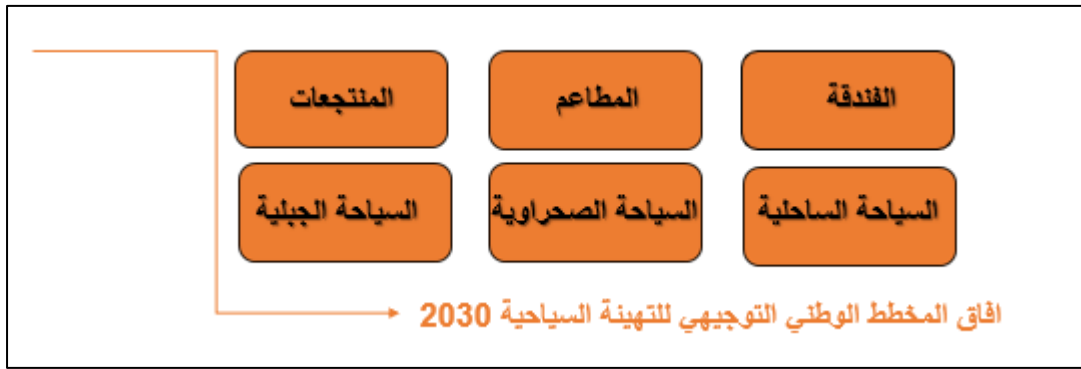 الفندقة المطاعم المنتجعات
السياحة الساحلية السياحة الصحراوية السياحة الجبلية
افاق المخطط الوطني التوجيهي للتهيئة السياحية 2030